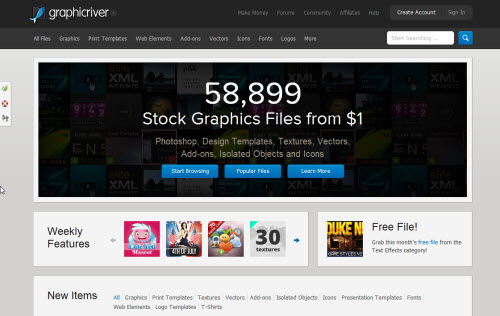 graphicriver
Make Money Forums Community Affiliates Help Create Account Sign In
All Files Graphics Print Templates Web Elements Add-ons Vectors Icons Fonts Logos More
Start Searching ...
58,899
Stock Graphics Files from $1
Photoshop, Design Templates, Textures, Vectors,
Add-ons, Isolated Objects and Icons
Start Browsing Popular Files Learn More
Weekly
Features
4TH OF JULY
30
textures
Free File!
Grab this month's free file from the
Text Effects category!
New Items
All Graphics Print Templates Textures Vectors Add-ons Isolated Objects Icons Presentation Templates Fonts
Web Elements Logo Templates T-Shirts